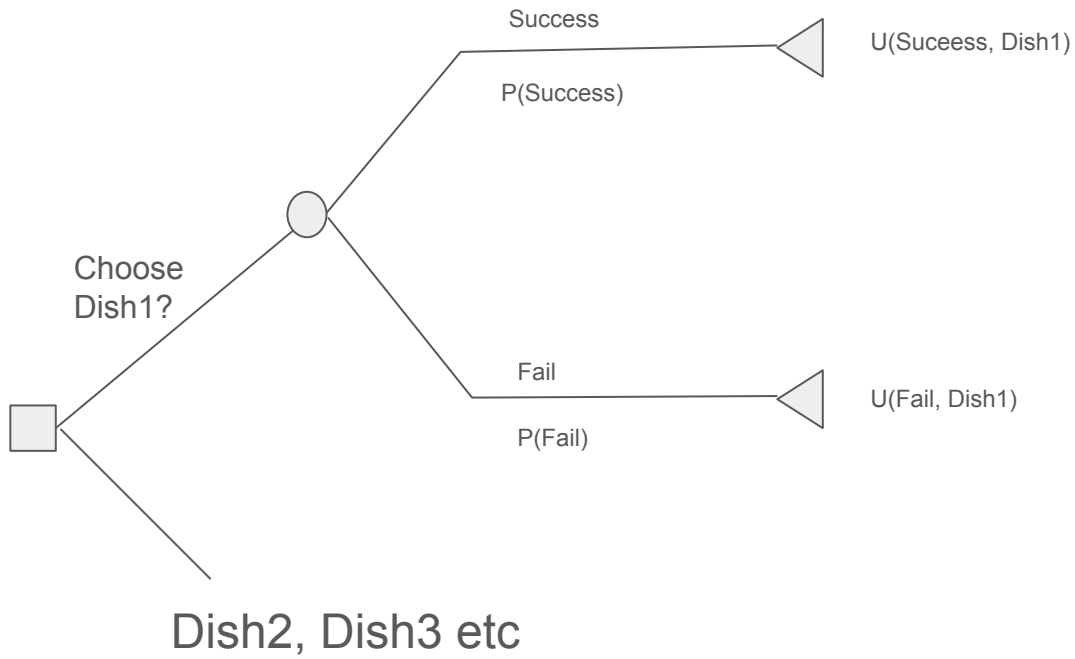 Success
U(Suceess, Dish1)
P(Success)
Choose
Dish1?
Fail
U(Fail, Dish1)
P(Fail)
Dish2, Dish3 etc